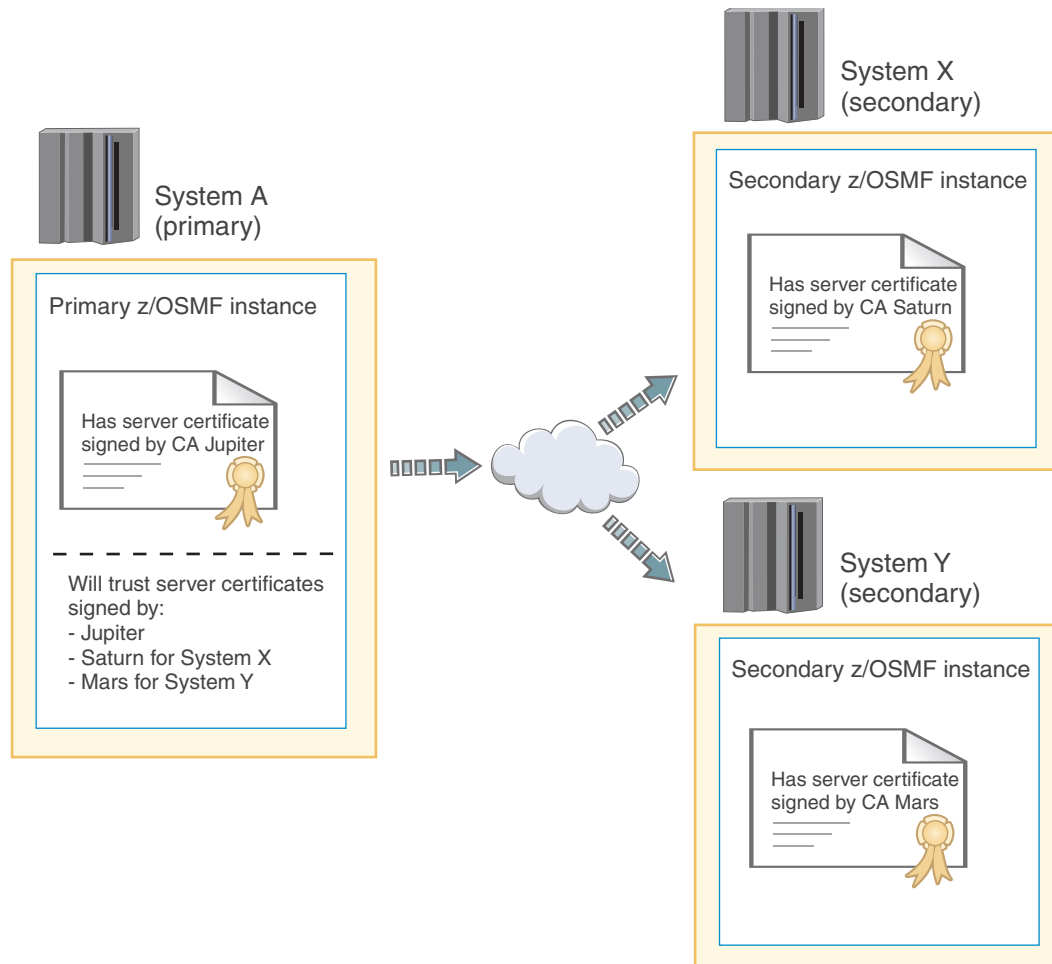 System A
(primary)
Primary z/OSMF instance
Has server certificate
signed by CA Jupiter
Will trust server certificates
signed by:
- Jupiter
- Saturn for System X
- Mars for System Y
System X
(secondary)
Secondary z/OSMF instance
Has server certificate
signed by CA Saturn
System Y
(secondary)
Secondary z/OSMF instance
Has server certificate
signed by CA Mars